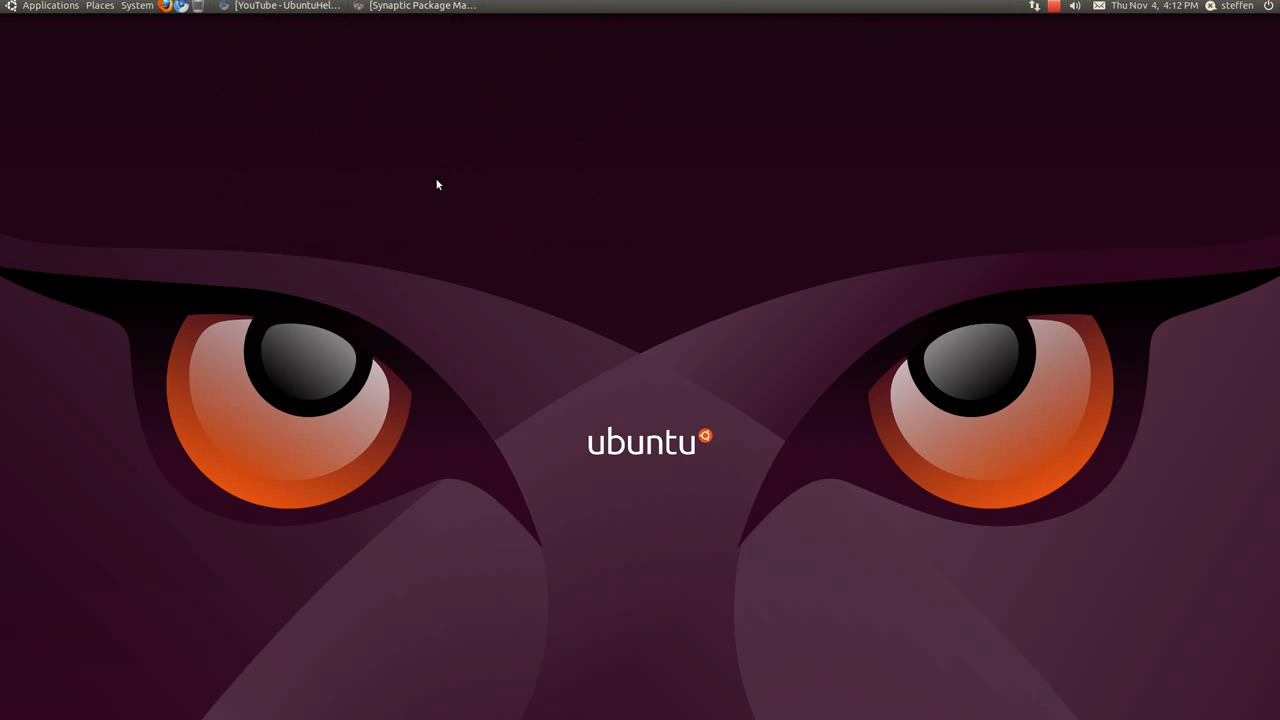 Applications Places System [YouTube - UbuntuHel... [Synaptic Package Ma... Thu Nov 4, 4:12 PM steffen
ubuntu